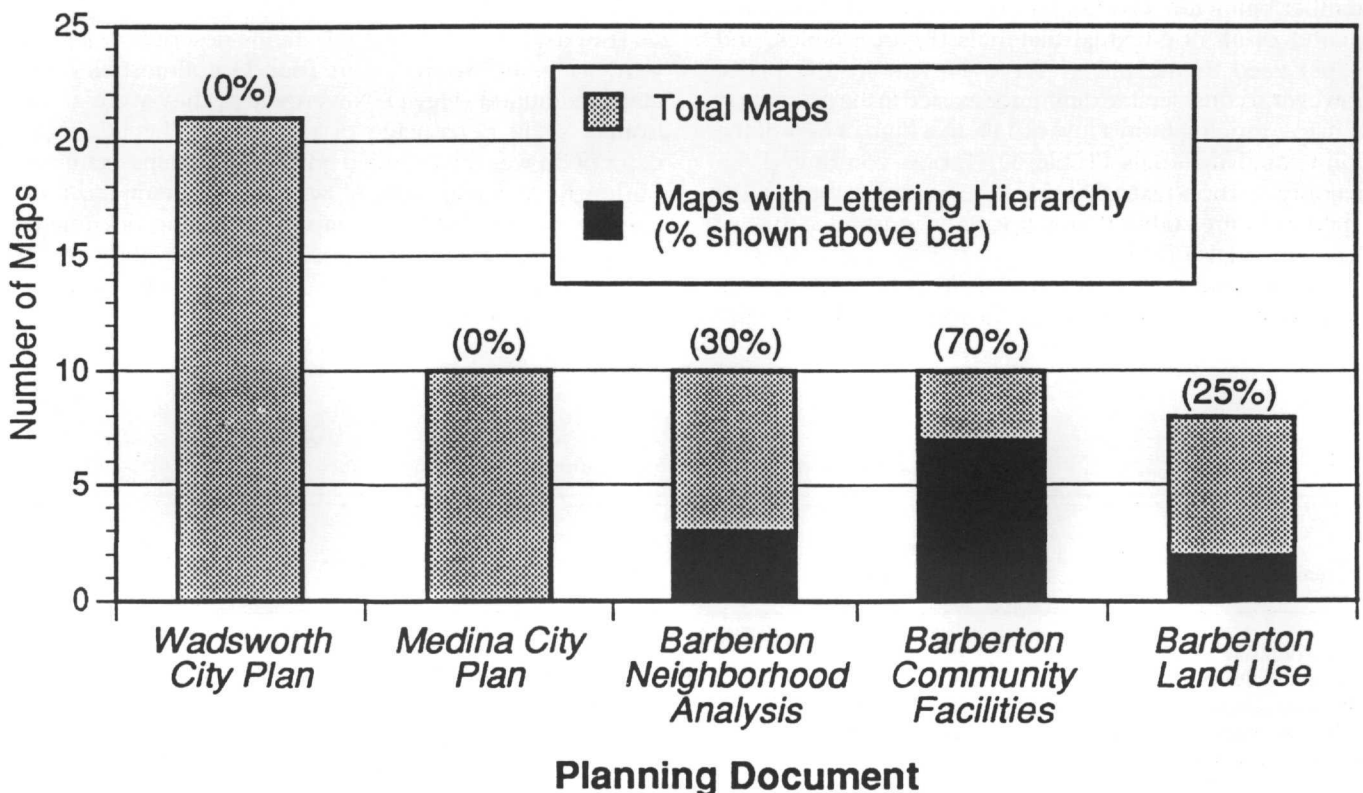 25
20
15
10
5
0
Number of Maps
(0%)
(0%)
(30%)
(70%)
(25%)
Total Maps
Maps with Lettering Hierarchy
(% shown above bar)
Wadsworth
City Plan
Medina City
Plan
Barberton
Neighborhood
Analysis
Barberton
Community
Facilities
Barberton
Land Use
Planning Document